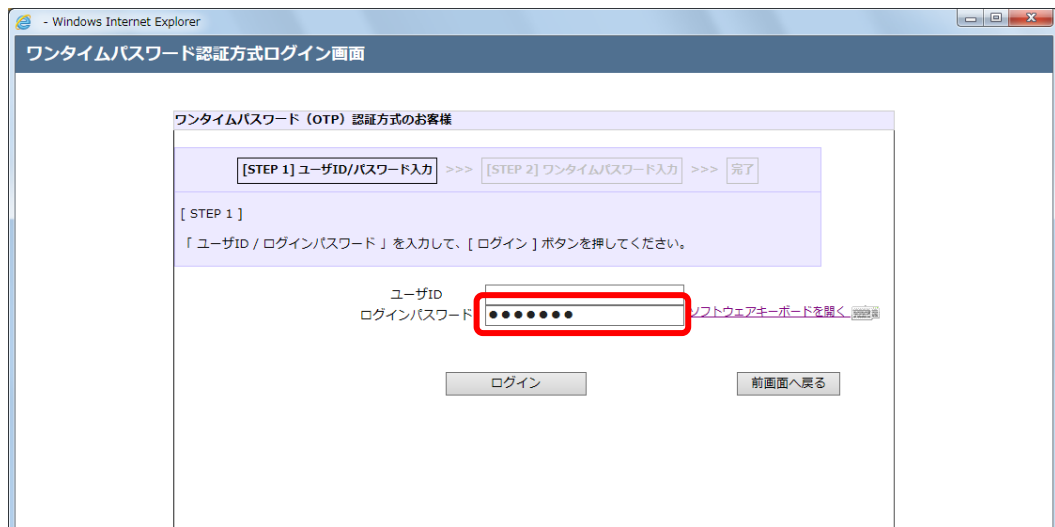 - Windows Internet Explorer
ワンタイムパスワード認証方式ログイン画面
ワンタイムパスワード（OTP）認証方式のお客様
[STEP 1] ユーザID/パスワード入力 >>> [STEP 2] ワンタイムパスワード入力 >>> 完了
[ STEP 1 ]
「 ユーザID / ログインパスワード 」を入力して、[ ログイン ] ボタンを押してください。
ユーザID
ログインパスワード ●●●●●●● ソフトウェアキーボードを開く
ログイン 前画面へ戻る